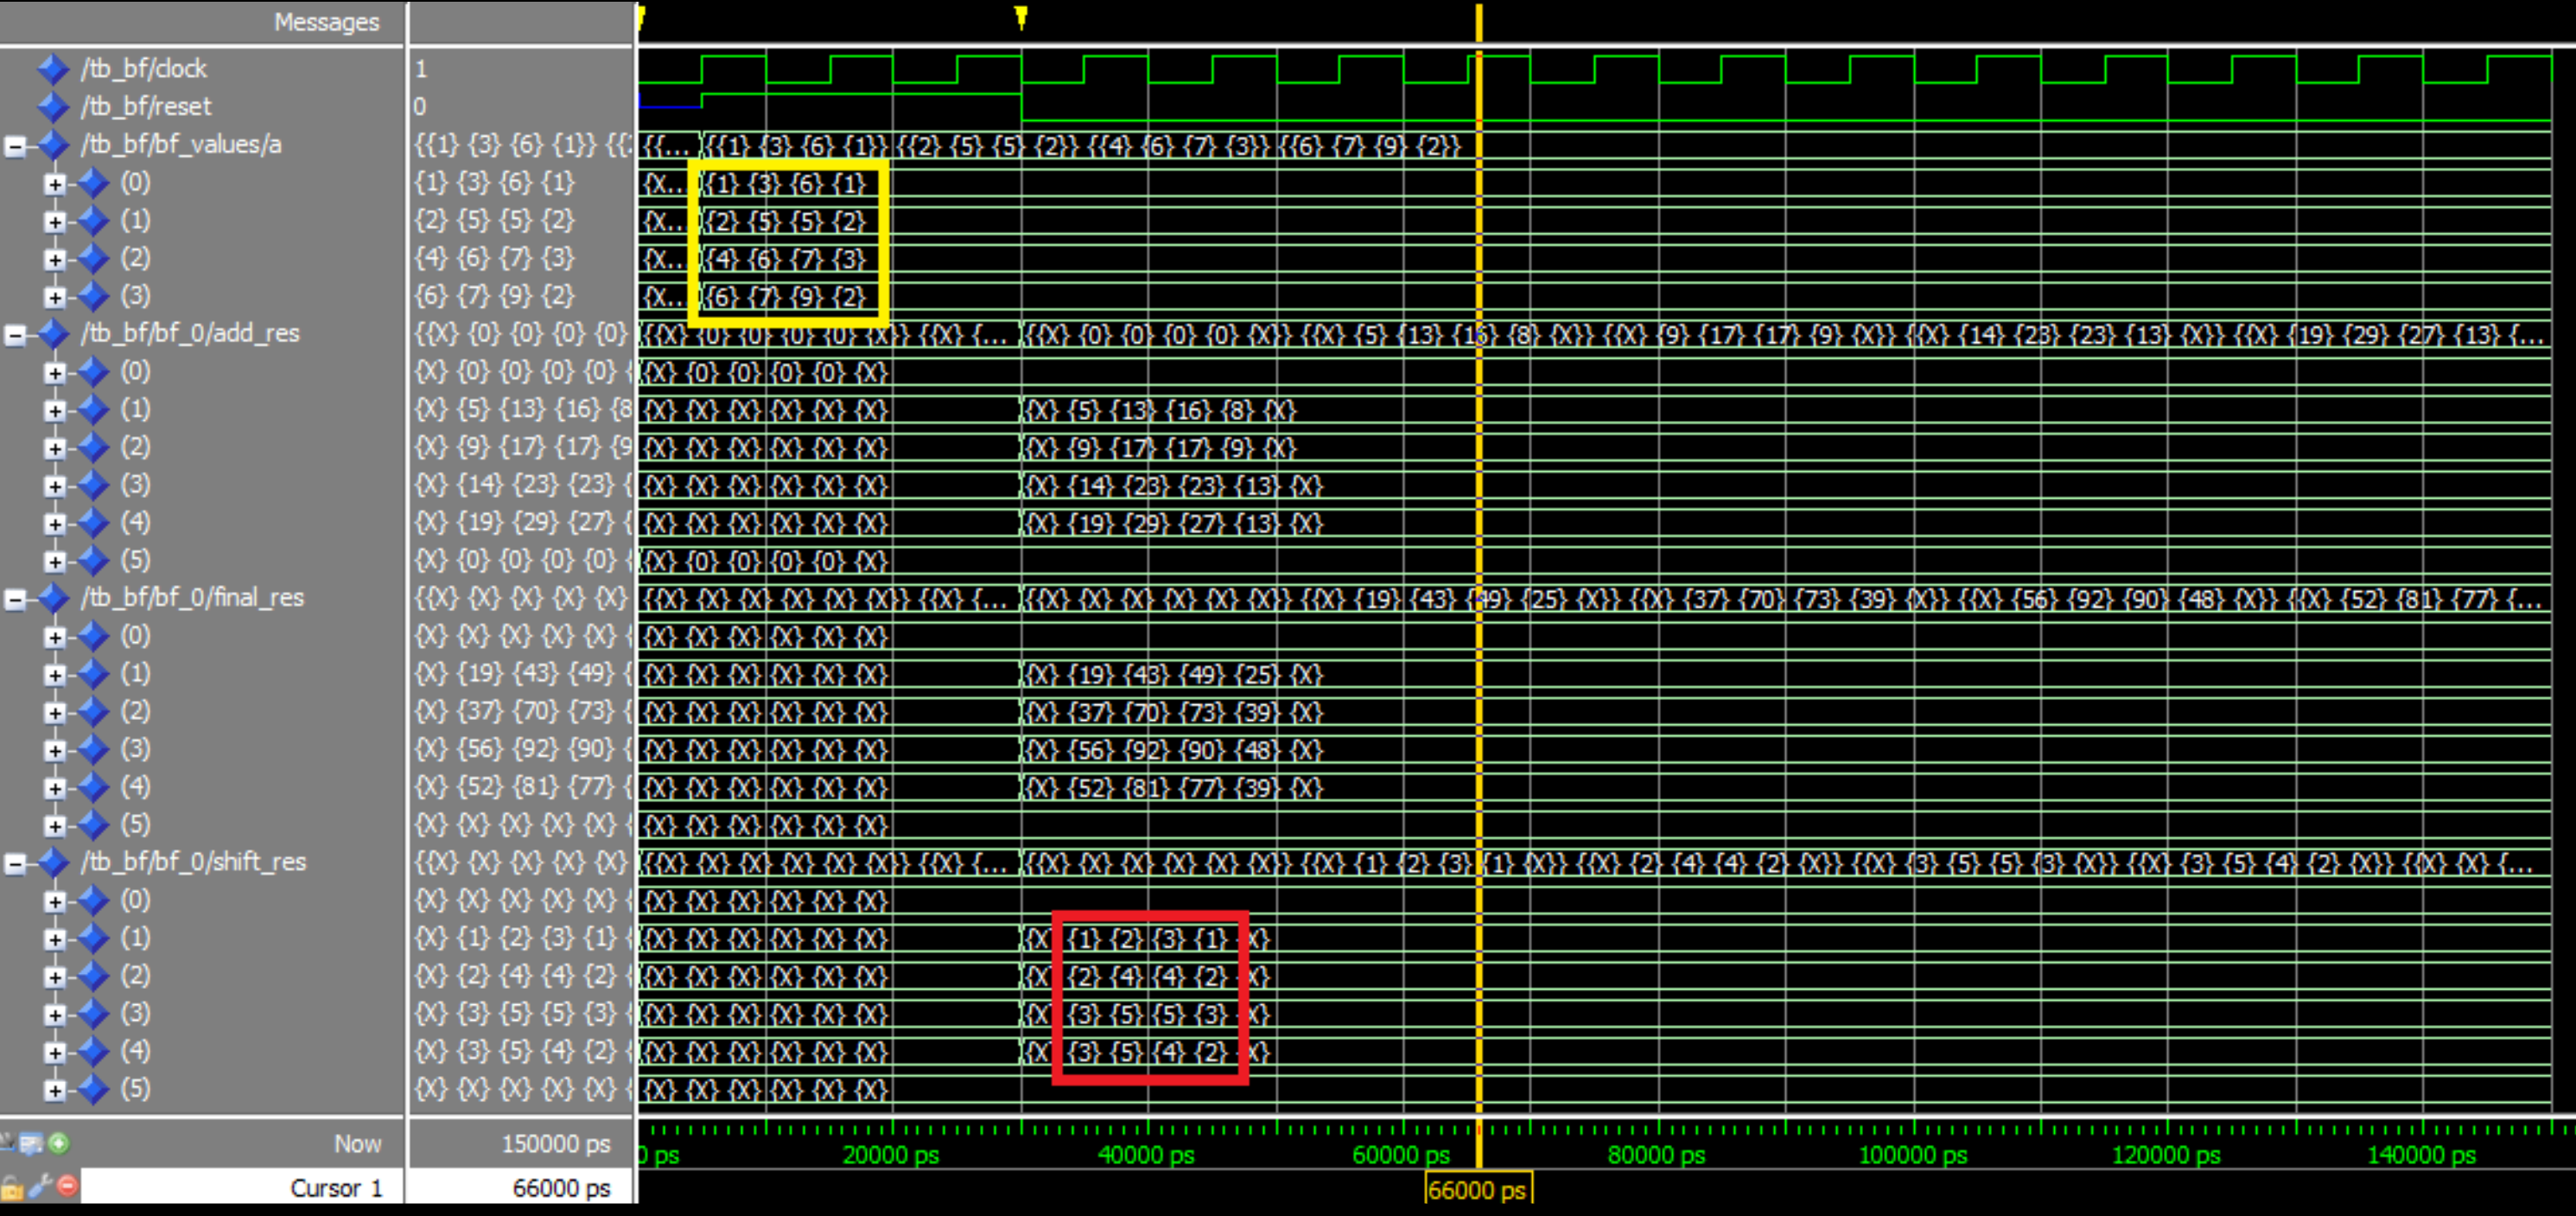 Messages
/tb_bf/clock 1
/tb_bf/reset 0
/tb_bf/bf_values/a {{1} {3} {6} {1}} {{ {{... {{1} {3} {6} {1}} {{2} {5} {5} {2}} {{4} {6} {7} {3}} {{6} {7} {9} {2}}
(0) {1} {3} {6} {1} {X... {1} {3} {6} {1}
(1) {2} {5} {5} {2} {X... {2} {5} {5} {2}
(2) {4} {6} {7} {3} {X... {4} {6} {7} {3}
(3) {6} {7} {9} {2} {X... {6} {7} {9} {2}
/tb_bf/bf_0/add_res {{X} {0} {0} {0} {0} {{X} {0} {0} {0} {0} {X}} {{X} {... {{X} {0} {0} {0} {0} {X}} {{X} {5} {13} {16} {8} {X}} {{X} {9} {17} {17} {9} {X}} {{X} {14} {23} {23} {13} {X}} {{X} {19} {29} {27} {13} {...
(0) {X} {0} {0} {0} {0} { {X} {0} {0} {0} {0} {X}
(1) {X} {5} {13} {16} {8 {X} {X} {X} {X} {X} {X} {X} {5} {13} {16} {8} {X}
(2) {X} {9} {17} {17} {9 {X} {X} {X} {X} {X} {X} {X} {9} {17} {17} {9} {X}
(3) {X} {14} {23} {23} { {X} {X} {X} {X} {X} {X} {X} {14} {23} {23} {13} {X}
(4) {X} {19} {29} {27} { {X} {X} {X} {X} {X} {X} {X} {19} {29} {27} {13} {X}
(5) {X} {0} {0} {0} {0} { {X} {0} {0} {0} {0} {X}
/tb_bf/bf_0/final_res {{X} {X} {X} {X} {X} {{X} {X} {X} {X} {X} {X}} {{X} {... {{X} {X} {X} {X} {X} {X}} {{X} {19} {43} {49} {25} {X}} {{X} {37} {70} {73} {39} {X}} {{X} {56} {92} {90} {48} {X}} {{X} {52} {81} {77} {...
(0) {X} {X} {X} {X} {X} { {X} {X} {X} {X} {X} {X}
(1) {X} {19} {43} {49} { {X} {X} {X} {X} {X} {X} {X} {19} {43} {49} {25} {X}
(2) {X} {37} {70} {73} { {X} {X} {X} {X} {X} {X} {X} {37} {70} {73} {39} {X}
(3) {X} {56} {92} {90} { {X} {X} {X} {X} {X} {X} {X} {56} {92} {90} {48} {X}
(4) {X} {52} {81} {77} { {X} {X} {X} {X} {X} {X} {X} {52} {81} {77} {39} {X}
(5) {X} {X} {X} {X} {X} { {X} {X} {X} {X} {X} {X}
/tb_bf/bf_0/shift_res {{X} {X} {X} {X} {X} {{X} {X} {X} {X} {X} {X}} {{X} {... {{X} {X} {X} {X} {X} {X}} {{X} {1} {2} {3} {1} {X}} {{X} {2} {4} {4} {2} {X}} {{X} {3} {5} {5} {3} {X}} {{X} {3} {5} {4} {2} {X}} {{X} {X} {...
(0) {X} {X} {X} {X} {X} { {X} {X} {X} {X} {X} {X}
(1) {X} {1} {2} {3} {1} { {X} {X} {X} {X} {X} {X} {X} {1} {2} {3} {1} {X}
(2) {X} {2} {4} {4} {2} { {X} {X} {X} {X} {X} {X} {X} {2} {4} {4} {2} {X}
(3) {X} {3} {5} {5} {3} { {X} {X} {X} {X} {X} {X} {X} {3} {5} {5} {3} {X}
(4) {X} {3} {5} {4} {2} { {X} {X} {X} {X} {X} {X} {X} {3} {5} {4} {2} {X}
(5) {X} {X} {X} {X} {X} { {X} {X} {X} {X} {X} {X}
Now 150000 ps 0 ps 20000 ps 40000 ps 60000 ps 80000 ps 100000 ps 120000 ps 140000 ps
Cursor 1 66000 ps 66000 ps